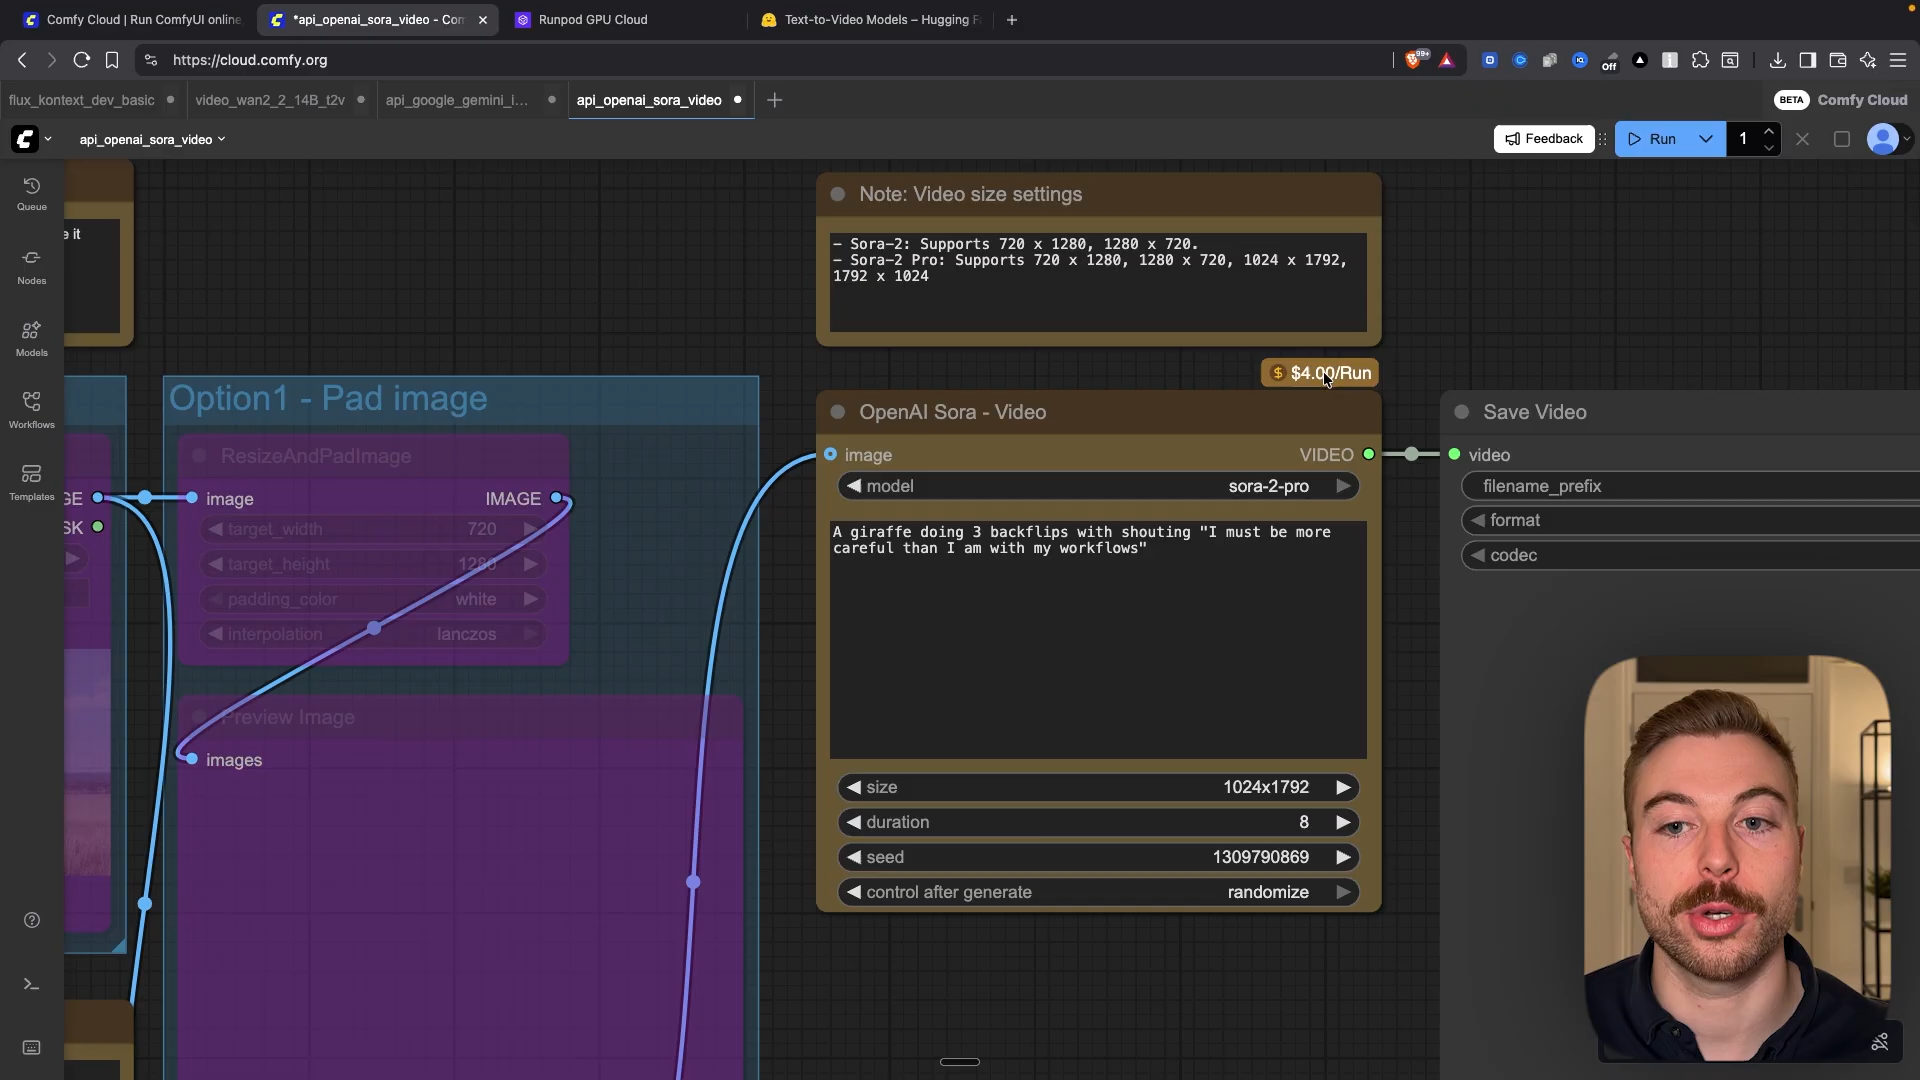 Comfy Cloud | Run ComfyUI online
*api_openai_sora_video - Com
Runpod GPU Cloud
Text-to-Video Models – Hugging F
https://cloud.comfy.org
99+
Off
flux_kontext_dev_basic
video_wan2_2_14B_t2v
api_google_gemini_i...
api_openai_sora_video
BETA
Comfy Cloud
api_openai_sora_video
Feedback
Run
1
Queue
Nodes
Models
Workflows
Templates
e it
Note: Video size settings
- Sora-2: Supports 720 x 1280, 1280 x 720.
- Sora-2 Pro: Supports 720 x 1280, 1280 x 720, 1024 x 1792,
1792 x 1024
$4.00/Run
Option1 - Pad image
ResizeAndPadImage
GE
SK
image
IMAGE
target_width
720
target_height
1280
padding_color
white
interpolation
lanczos
Preview Image
images
OpenAI Sora - Video
image
VIDEO
model
sora-2-pro
A giraffe doing 3 backflips with shouting "I must be more
careful than I am with my workflows"
size
1024x1792
duration
8
seed
1309790869
control after generate
randomize
Save Video
video
filename_prefix
format
codec